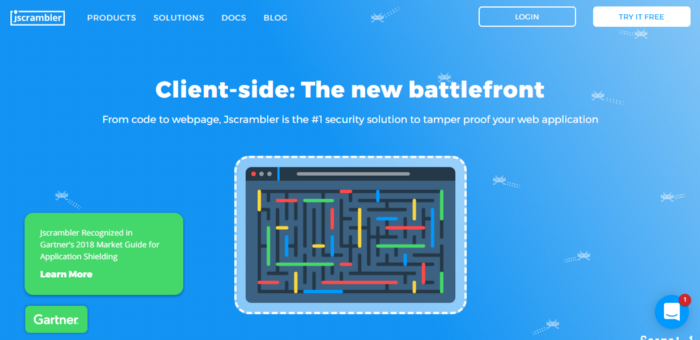 jscrambler
PRODUCTS SOLUTIONS DOCS BLOG
LOGIN
TRY IT FREE
Client-side: The new battlefront
From code to webpage, Jscrambler is the #1 security solution to tamper proof your web application
Jscrambler Recognized in
Gartner's 2018 Market Guide for
Application Shielding
Learn More
Gartner
1